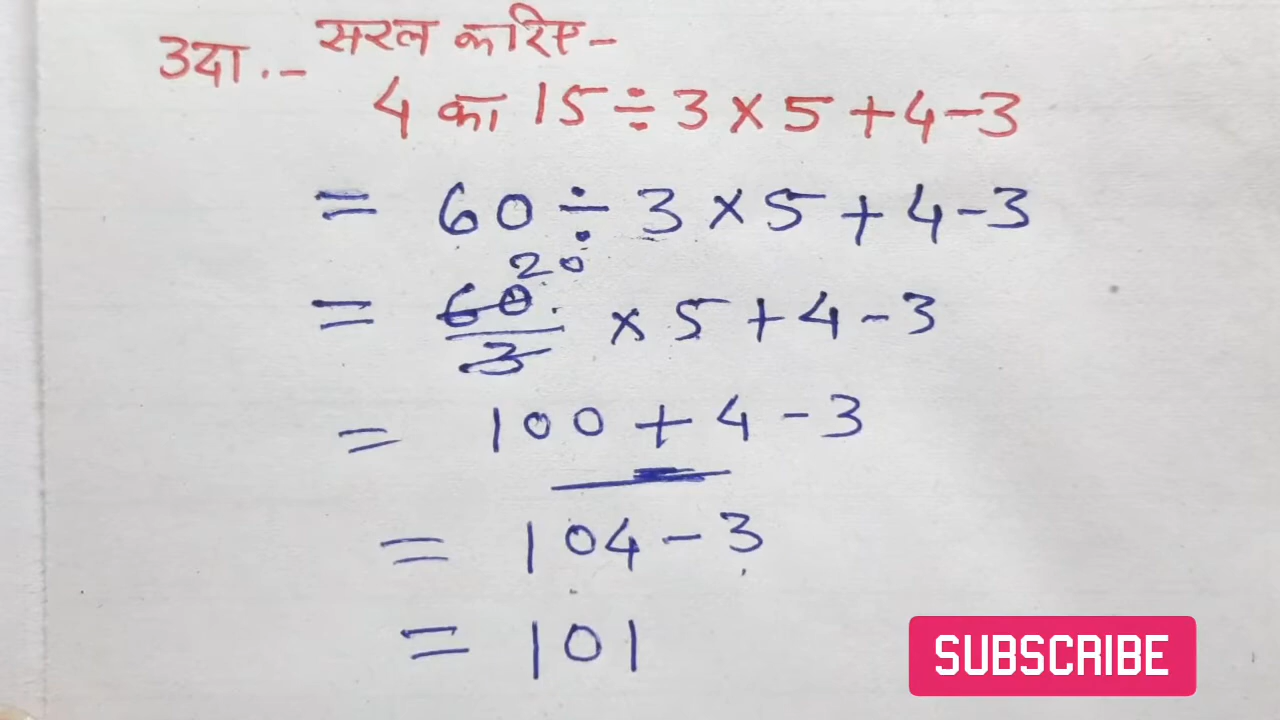 उदा.- सरल करिए-
4 का 15÷3×5+4-3
= 60÷3×5+4-3
20
= 60/3 ×5+4-3
= 100+4-3
= 104-3
= 101
SUBSCRIBE